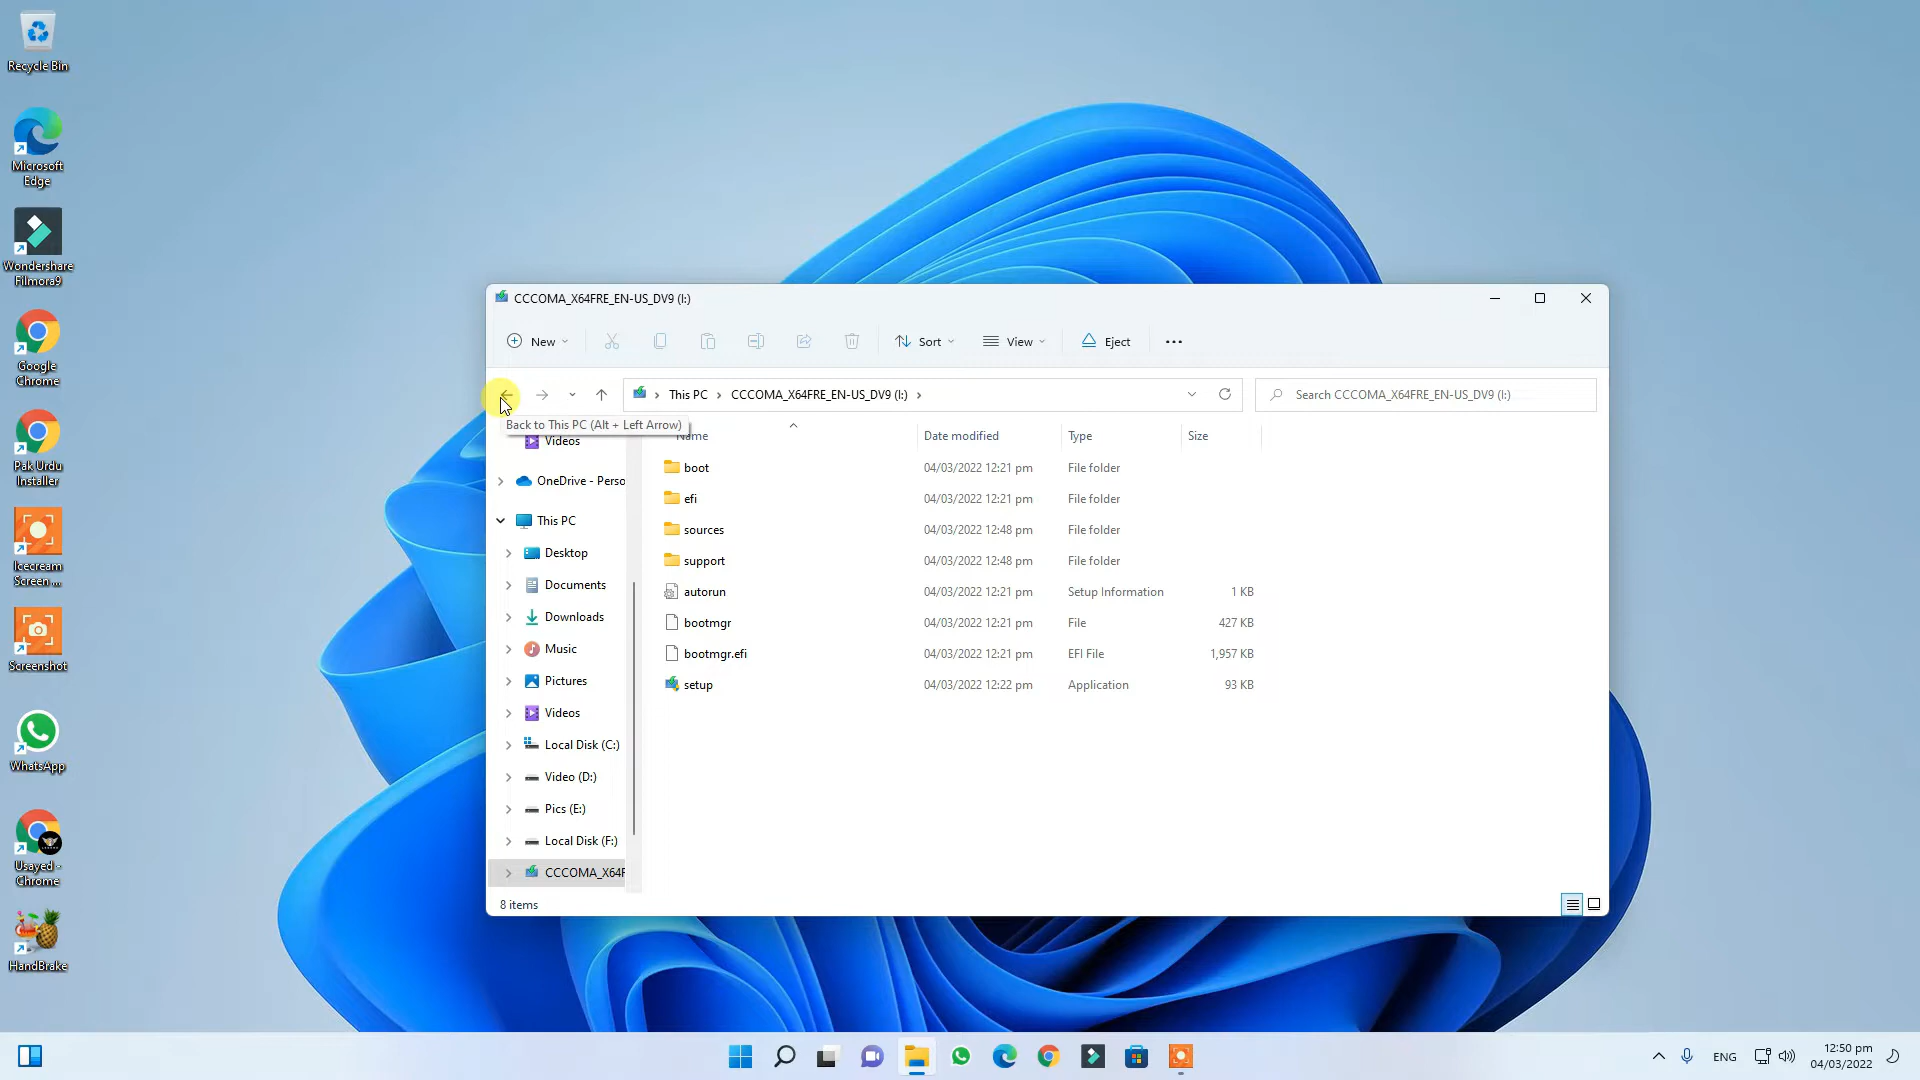 Recycle Bin
Microsoft
Edge
Wondershare
Filmora9
Google
Chrome
Pak Urdu
Installer
Icecream
Screen ...
Screenshot
WhatsApp
Usayed -
Chrome
HandBrake
CCCOMA_X64FRE_EN-US_DV9 (I:)
New
Sort
View
Eject
This PC
CCCOMA_X64FRE_EN-US_DV9 (I:)
Search CCCOMA_X64FRE_EN-US_DV9 (I:)
Back to This PC (Alt + Left Arrow)
Name Date modified Type Size
Videos
OneDrive - Perso
This PC
Desktop
Documents
Downloads
Music
Pictures
Videos
Local Disk (C:)
Video (D:)
Pics (E:)
Local Disk (F:)
CCCOMA_X64F
boot 04/03/2022 12:21 pm File folder
efi 04/03/2022 12:21 pm File folder
sources 04/03/2022 12:48 pm File folder
support 04/03/2022 12:48 pm File folder
autorun 04/03/2022 12:21 pm Setup Information 1 KB
bootmgr 04/03/2022 12:21 pm File 427 KB
bootmgr.efi 04/03/2022 12:21 pm EFI File 1,957 KB
setup 04/03/2022 12:22 pm Application 93 KB
8 items
ENG
12:50 pm
04/03/2022